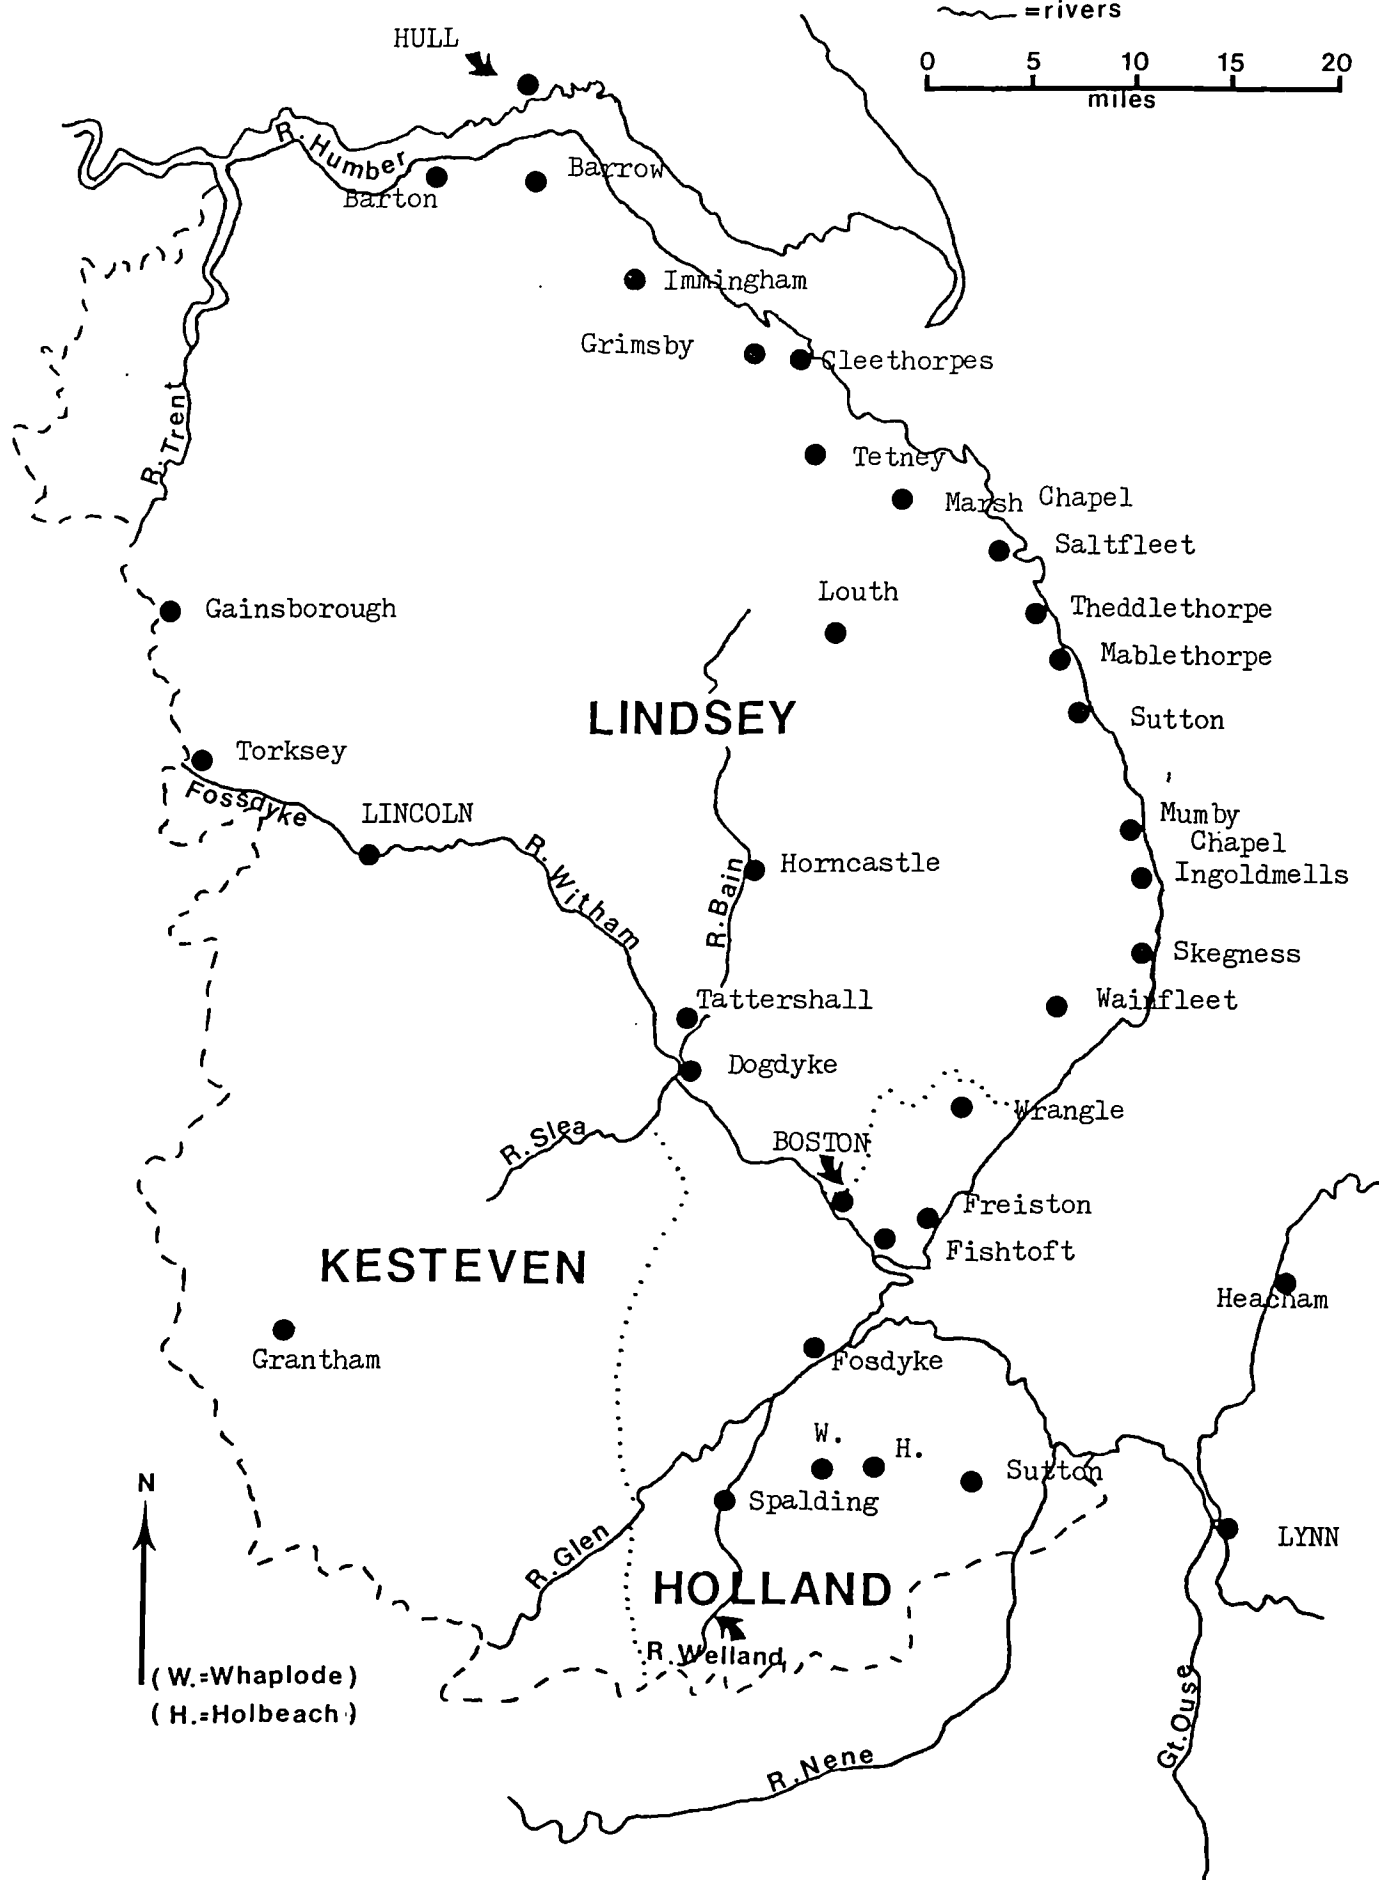 =rivers
HULL
0 5 10 15 20
miles
R. Humber
Barrow
Barton
Immingham
Grimsby
Cleethorpes
R. Trent
Tetney
Marsh Chapel
Saltfleet
Louth
Gainsborough
Theddlethorpe
Mablethorpe
LINDSEY
Sutton
Torksey
Fossdyke
LINCOLN
Mumby
Chapel
R. Witham
R. Bain
Horncastle
Ingoldmells
Skegness
Tattershall
Wainfleet
Dogdyke
Wrangle
R. Slea
BOSTON
Freiston
Fishtoft
KESTEVEN
Heacham
Grantham
Fosdyke
W.
H.
Sutton
N
Spalding
LYNN
R. Glen
HOLLAND
R. Welland
(W.=Whaplode)
(H.=Holbeach)
Gt. Ouse
R. Nene